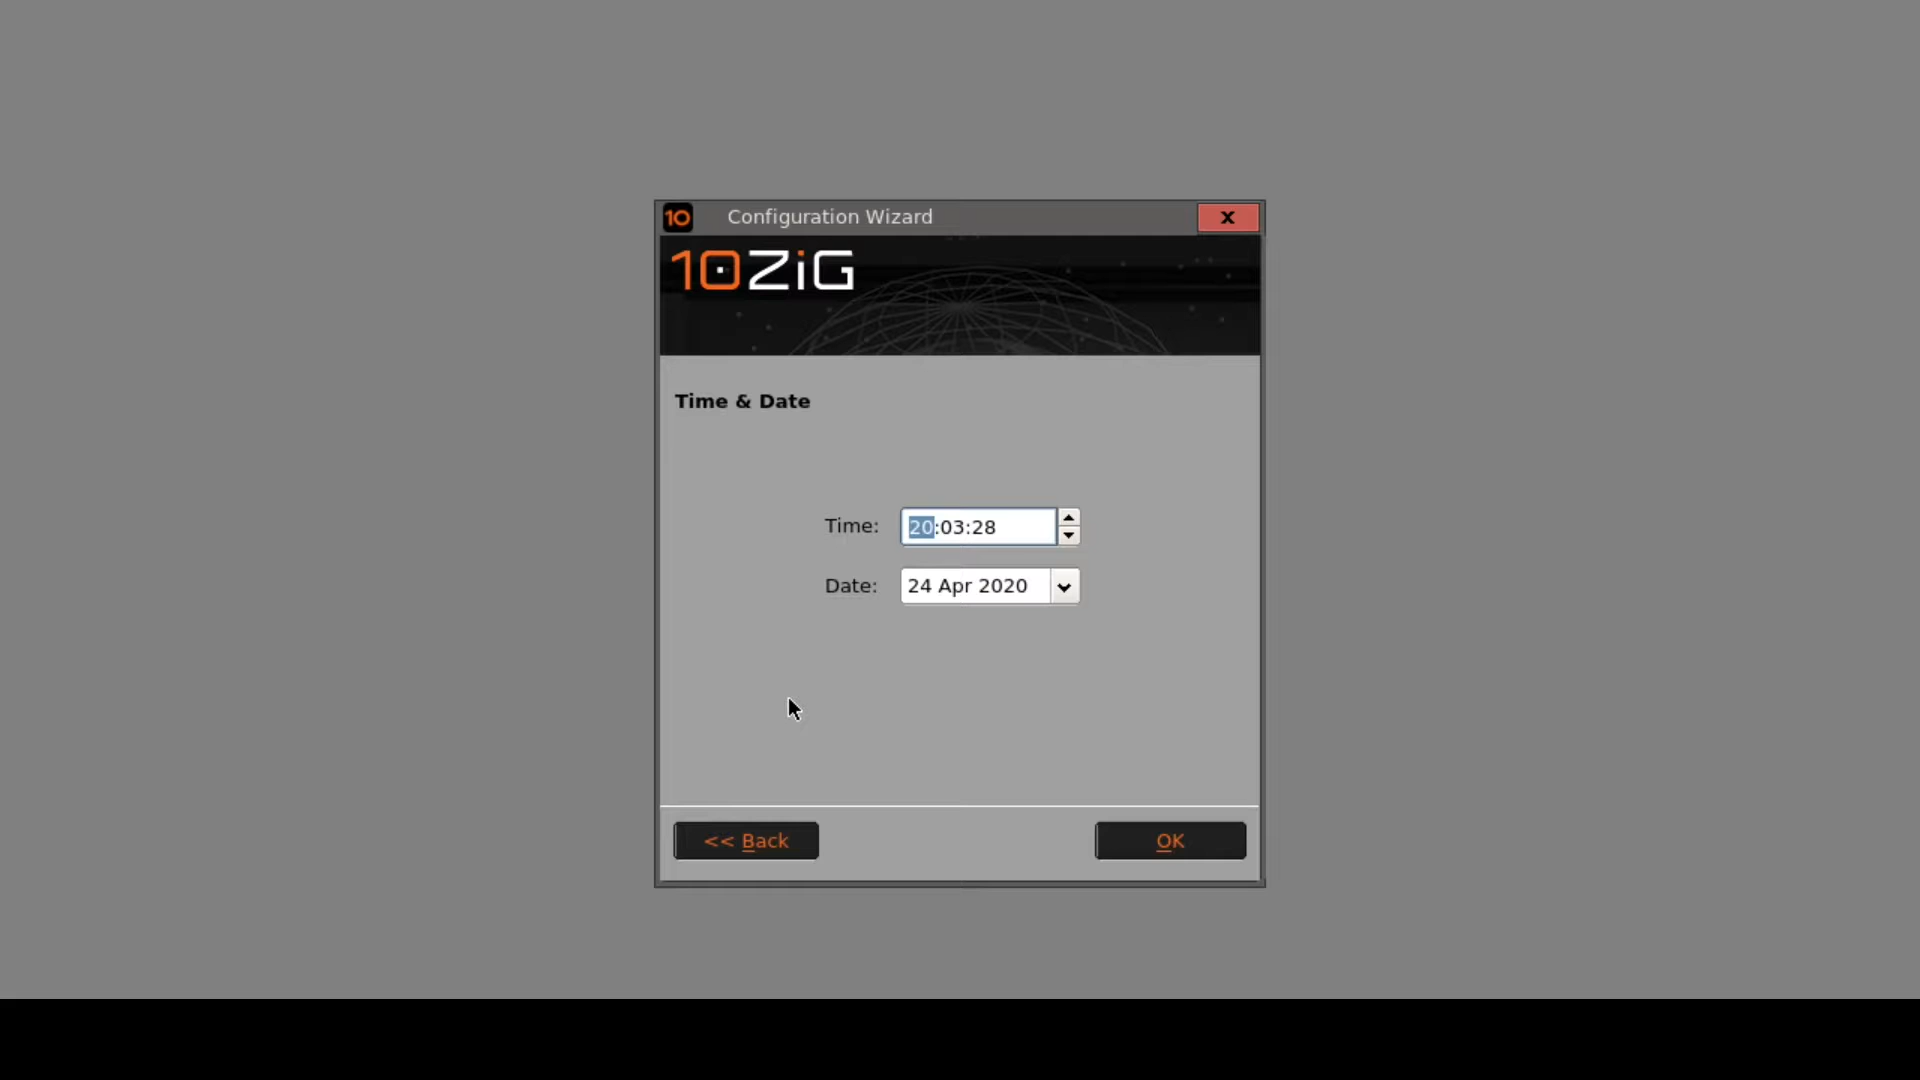 10 Configuration Wizard X
10ZiG
Time & Date
Time: 20:03:28
Date: 24 Apr 2020
<< Back OK